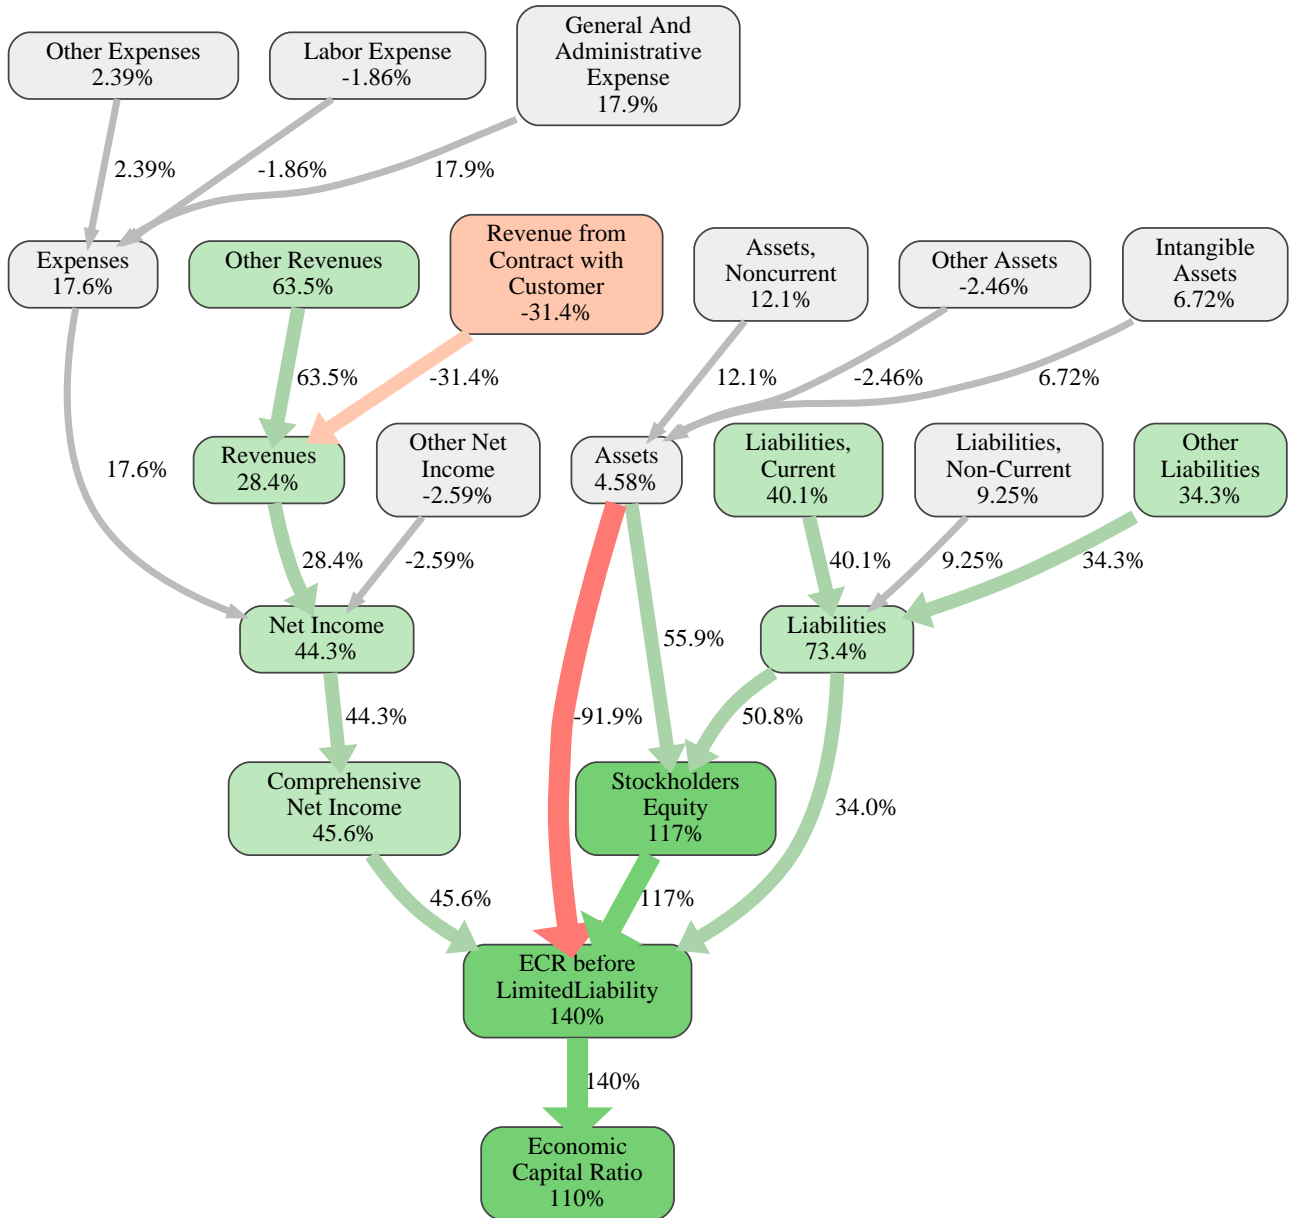 Other Expenses
2.39%
Labor Expense
-1.86%
General And
Administrative
Expense
17.9%
2.39%
-1.86%
17.9%
Expenses
17.6%
Other Revenues
63.5%
Revenue from
Contract with
Customer
-31.4%
Assets,
Noncurrent
12.1%
Other Assets
-2.46%
Intangible
Assets
6.72%
63.5%
-31.4%
12.1%
-2.46%
6.72%
17.6%
Revenues
28.4%
Other Net
Income
-2.59%
Assets
4.58%
Liabilities,
Current
40.1%
Liabilities,
Non-Current
9.25%
Other
Liabilities
34.3%
28.4%
-2.59%
40.1%
9.25%
34.3%
Net Income
44.3%
55.9%
Liabilities
73.4%
44.3%
-91.9%
50.8%
Comprehensive
Net Income
45.6%
Stockholders
Equity
117%
34.0%
45.6%
117%
ECR before
LimitedLiability
140%
140%
Economic
Capital Ratio
110%